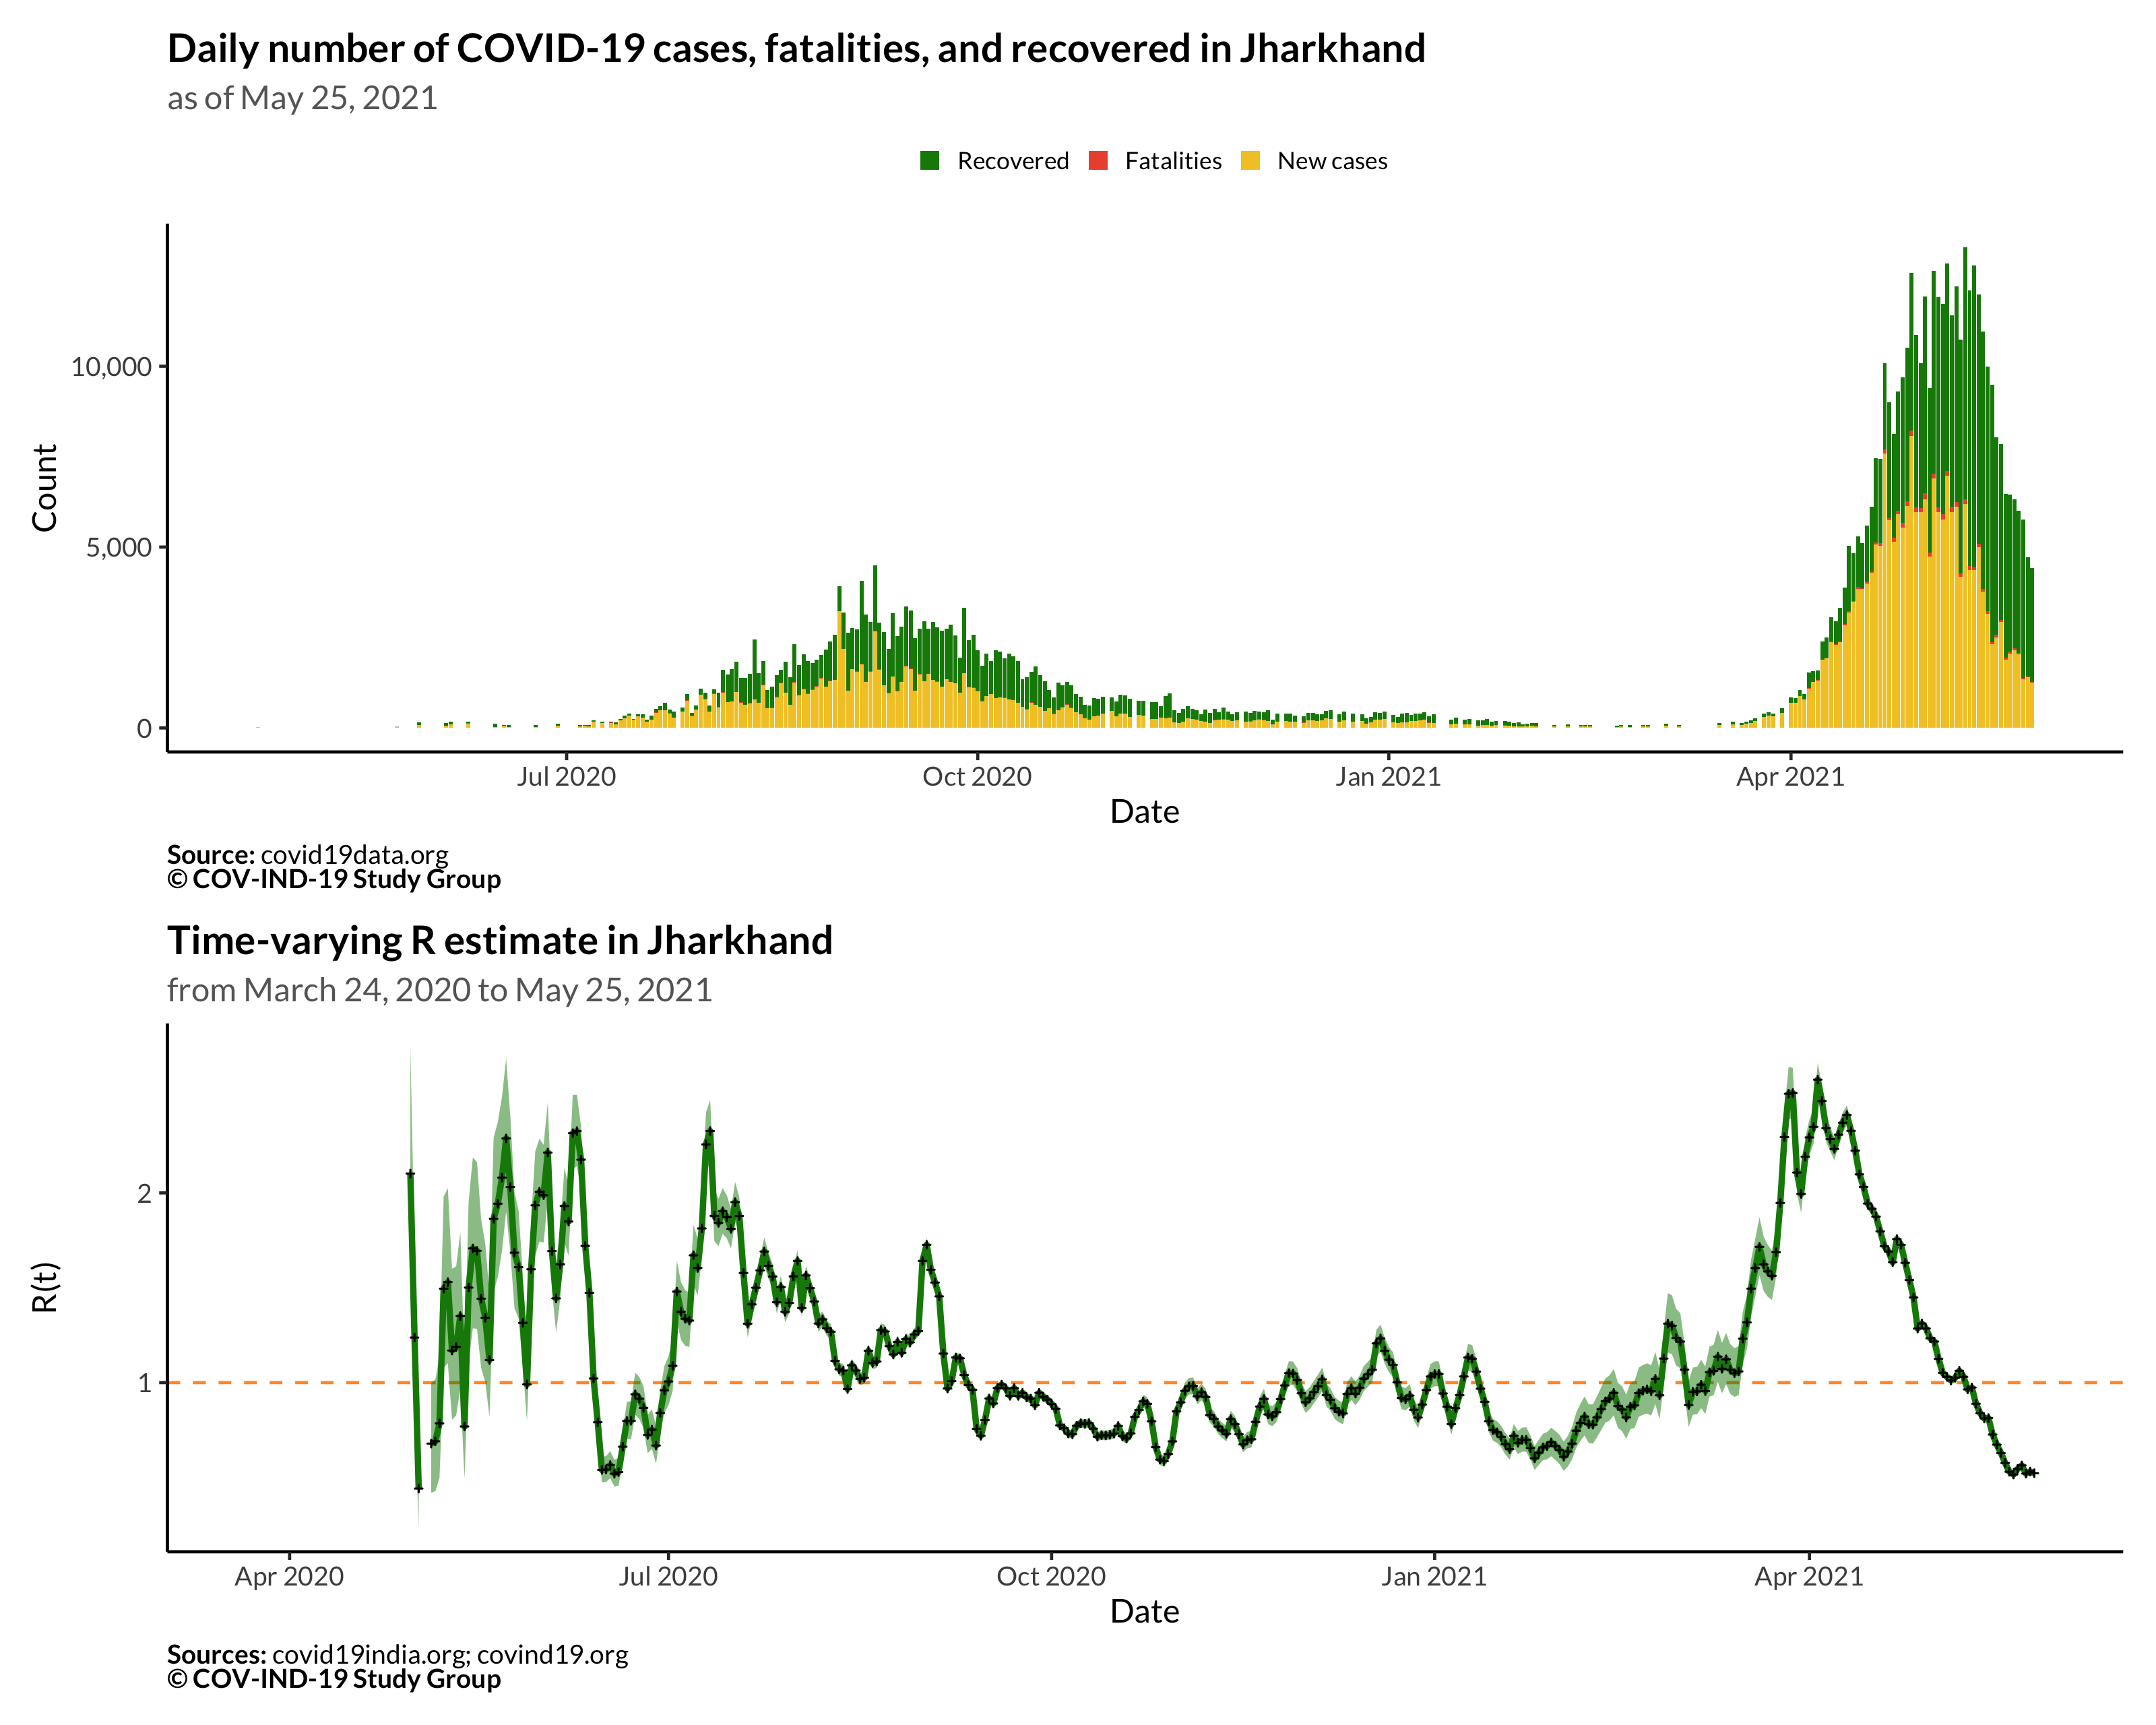 Daily number of COVID-19 cases, fatalities, and recovered in Jharkhand
as of May 25, 2021
Recovered Fatalities New cases
Count
10,000
5,000
0
Jul 2020 Oct 2020 Jan 2021 Apr 2021
Date
Source: covid19data.org
© COV-IND-19 Study Group
Time-varying R estimate in Jharkhand
from March 24, 2020 to May 25, 2021
R(t)
2
1
Apr 2020 Jul 2020 Oct 2020 Jan 2021 Apr 2021
Date
Sources: covid19india.org; covind19.org
© COV-IND-19 Study Group